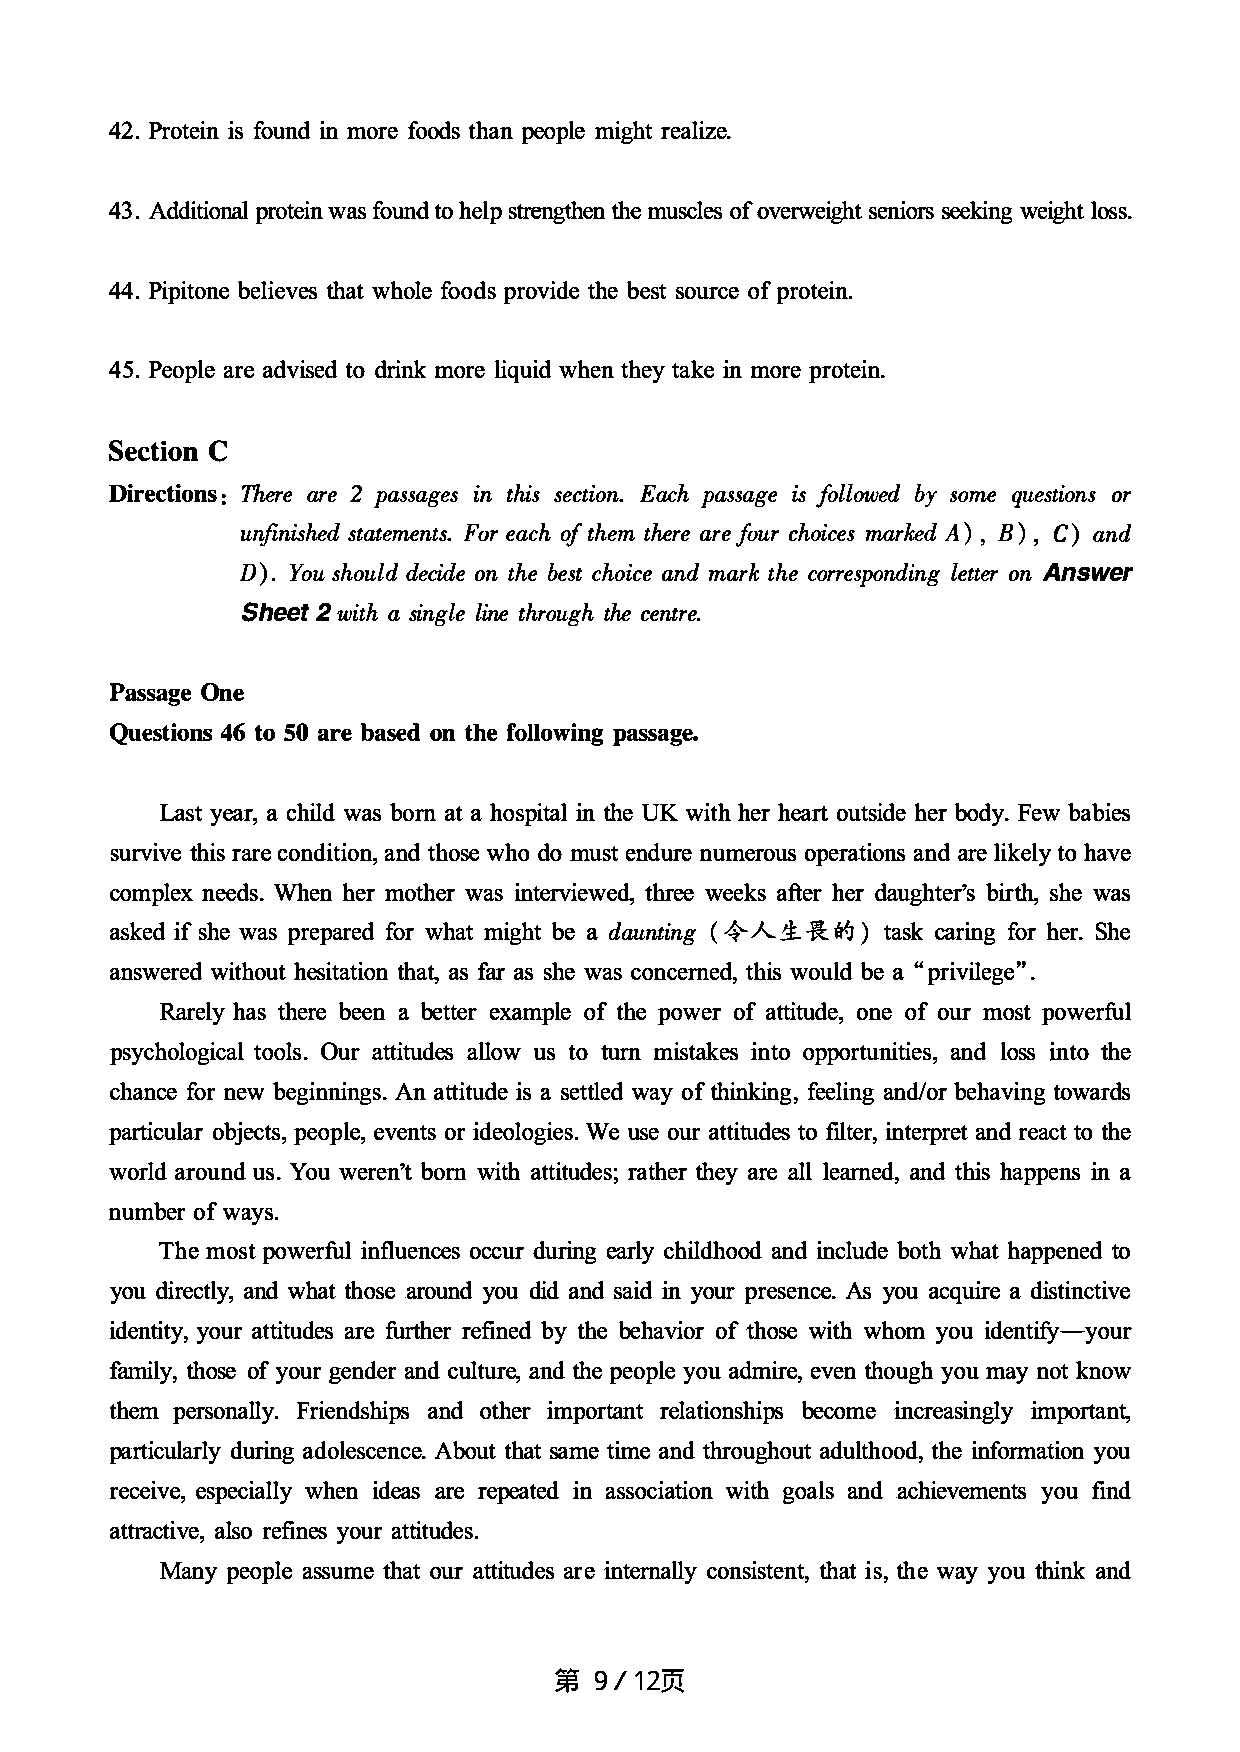 42. Protein is found in more foods than people might realize.
43. Additional protein was found to help strengthen the muscles of overweight seniors seeking weight loss.
44. Pipitone believes that whole foods provide the best source of protein.
45. People are advised to drink more liquid when they take in more protein.
Section C
Directions：There are 2 passages in this section. Each passage is followed by some questions or
unfinished statements. For each of them there are four choices marked A）, B）, C）and
D）. You should decide on the best choice and mark the corresponding letter on Answer
Sheet 2 with a single line through the centre.
Passage One
Questions 46 to 50 are based on the following passage.
Last year, a child was born at a hospital in the UK with her heart outside her body. Few babies
survive this rare condition, and those who do must endure numerous operations and are likely to have
complex needs. When her mother was interviewed, three weeks after her daughter's birth, she was
asked if she was prepared for what might be a daunting（令人生畏的）task caring for her. She
answered without hesitation that, as far as she was concerned, this would be a “privilege”.
Rarely has there been a better example of the power of attitude, one of our most powerful
psychological tools. Our attitudes allow us to turn mistakes into opportunities, and loss into the
chance for new beginnings. An attitude is a settled way of thinking, feeling and/or behaving towards
particular objects, people, events or ideologies. We use our attitudes to filter, interpret and react to the
world around us. You weren't born with attitudes; rather they are all learned, and this happens in a
number of ways.
The most powerful influences occur during early childhood and include both what happened to
you directly, and what those around you did and said in your presence. As you acquire a distinctive
identity, your attitudes are further refined by the behavior of those with whom you identify—your
family, those of your gender and culture, and the people you admire, even though you may not know
them personally. Friendships and other important relationships become increasingly important,
particularly during adolescence. About that same time and throughout adulthood, the information you
receive, especially when ideas are repeated in association with goals and achievements you find
attractive, also refines your attitudes.
Many people assume that our attitudes are internally consistent, that is, the way you think and
第 9 / 12页